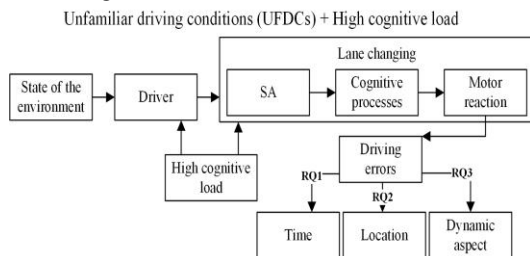 Unfamiliar driving conditions (UFDCs) + High cognitive load
Lane changing
State of the
environment
Driver
SA
Cognitive
processes
Motor
reaction
High cognitive
load
Driving
errors
RQ1
RQ2
RQ3
Time
Location
Dynamic
aspect